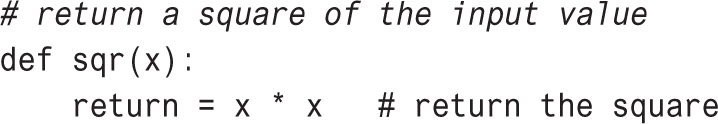 # return a square of the input value
def sqr(x):
    return = x * x   # return the square